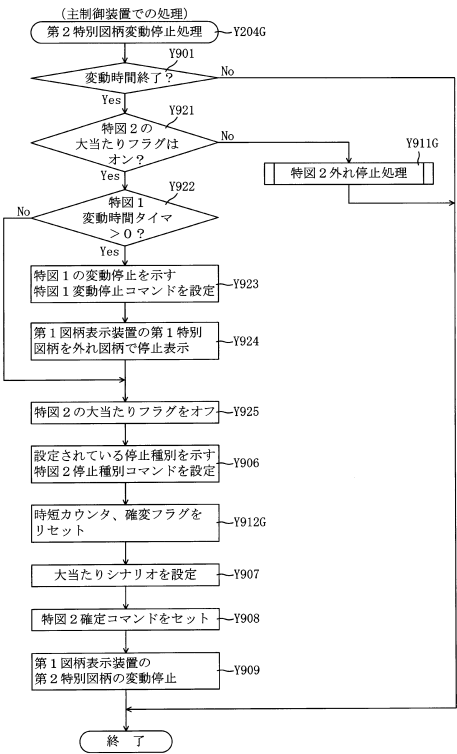 (主制御装置での処理)
第2特別図柄変動停止処理
Y204G
Y901
変動時間終了?
No
Yes
Y921
特図2の
大当たりフラグは
オン?
No
Yes
Y911G
特図2外れ停止処理
Y922
特図1
変動時間タイマ
>0?
No
Yes
特図1の変動停止を示す
特図1変動停止コマンドを設定
Y923
第1図柄表示装置の第1特別
図柄を外れ図柄で停止表示
Y924
特図2の大当たりフラグをオフ
Y925
設定されている停止種別を示す
特図2停止種別コマンドを設定
Y906
時短カウンタ、確変フラグを
リセット
Y912G
大当たりシナリオを設定
Y907
特図2確定コマンドをセット
Y908
第1図柄表示装置の
第2特別図柄の変動停止
Y909
終 了